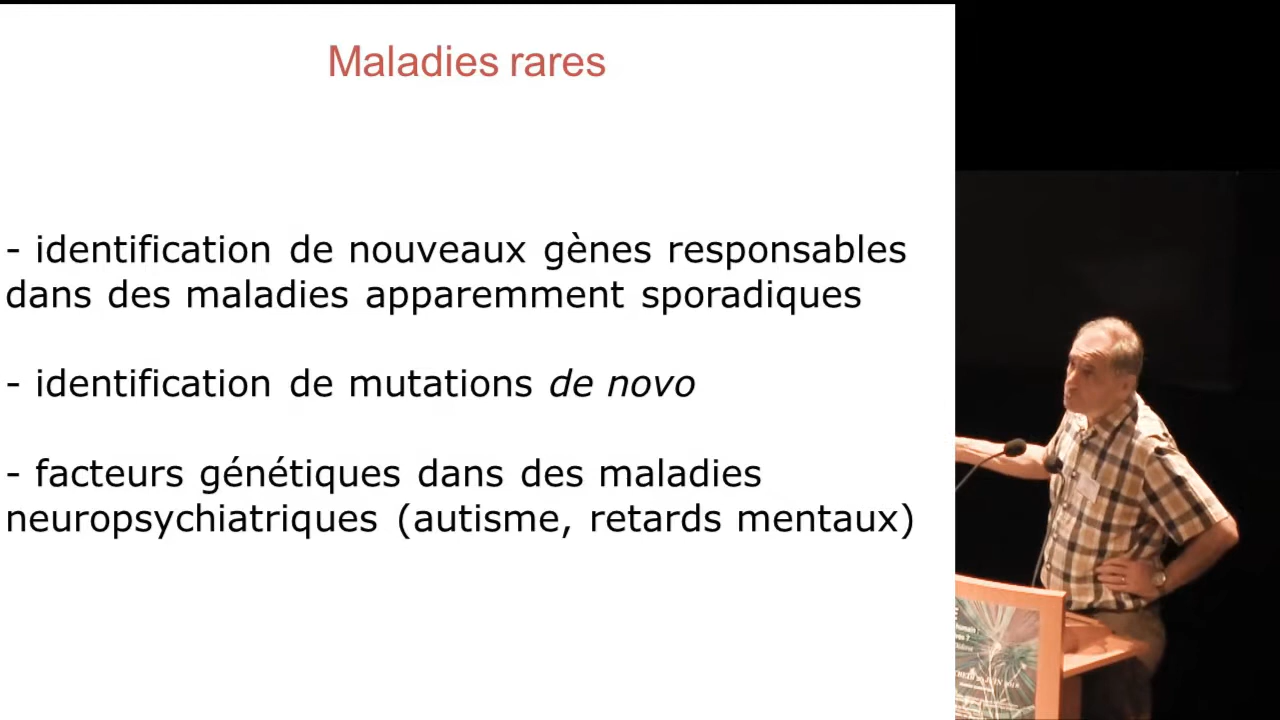 Maladies rares
- identification de nouveaux gènes responsables
dans des maladies apparemment sporadiques
- identification de mutations de novo
- facteurs génétiques dans des maladies
neuropsychiatriques (autisme, retards mentaux)